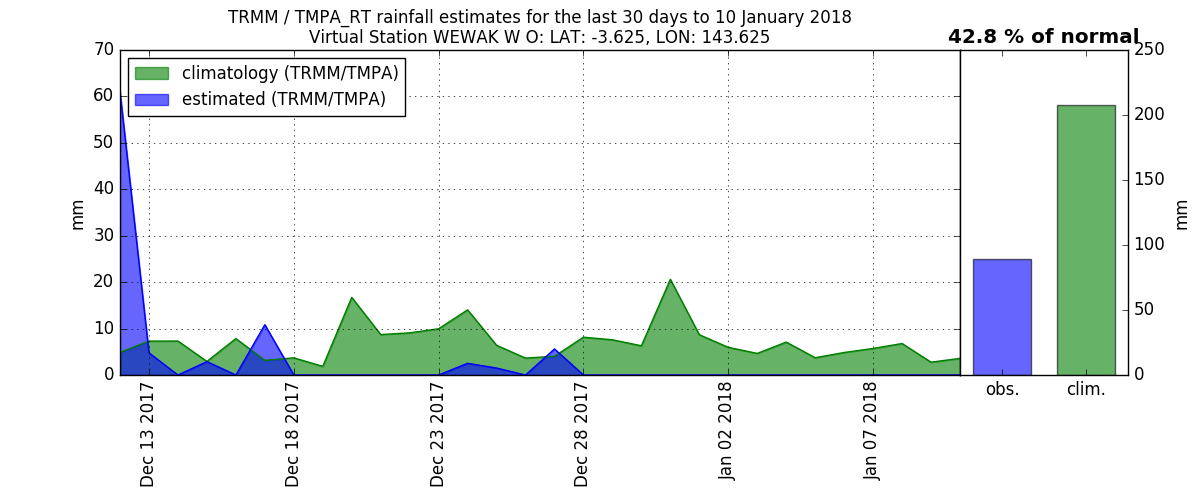 TRMM / TMPA_RT rainfall estimates for the last 30 days to 10 January 2018
Virtual Station WEWAK W O: LAT: -3.625, LON: 143.625
42.8 % of normal
climatology (TRMM/TMPA)
estimated (TRMM/TMPA)
mm
70
60
50
40
30
20
10
0
Dec 13 2017
Dec 18 2017
Dec 23 2017
Dec 28 2017
Jan 02 2018
Jan 07 2018
obs.
clim.
250
200
150
100
50
0
mm